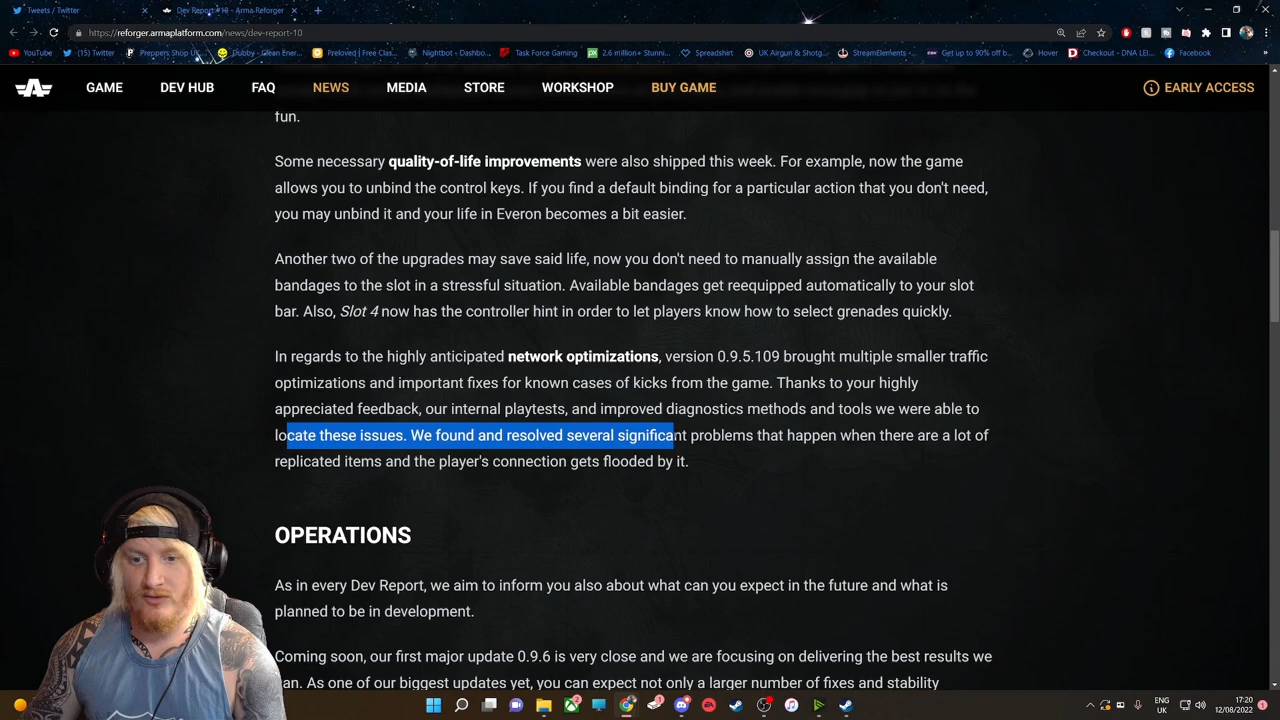 Tweets / Twitter
Dev Report #10 - Arma Reforger
https://reforger.armaplatform.com/news/dev-report-10
YouTube
(15) Twitter
Preppers Shop UK
Dubby - Clean Ener...
Preloved | Free Clas...
Nightbot - Dashbo...
Task Force Gaming
2.6 million+ Stunni...
Spreadshirt
UK Airgun & Shotg...
StreamElements
Get up to 90% off b...
Hover
Checkout - DNA LEI...
Facebook
GAME
DEV HUB
FAQ
NEWS
MEDIA
STORE
WORKSHOP
BUY GAME
EARLY ACCESS
fun.
Some necessary quality-of-life improvements were also shipped this week. For example, now the game
allows you to unbind the control keys. If you find a default binding for a particular action that you don't need,
you may unbind it and your life in Everon becomes a bit easier.
Another two of the upgrades may save said life, now you don't need to manually assign the available
bandages to the slot in a stressful situation. Available bandages get reequipped automatically to your slot
bar. Also, Slot 4 now has the controller hint in order to let players know how to select grenades quickly.
In regards to the highly anticipated network optimizations, version 0.9.5.109 brought multiple smaller traffic
optimizations and important fixes for known cases of kicks from the game. Thanks to your highly
appreciated feedback, our internal playtests, and improved diagnostics methods and tools we were able to
locate these issues. We found and resolved several significant problems that happen when there are a lot of
replicated items and the player's connection gets flooded by it.
OPERATIONS
As in every Dev Report, we aim to inform you also about what can you expect in the future and what is
planned to be in development.
Coming soon, our first major update 0.9.6 is very close and we are focusing on delivering the best results we
can. As one of our biggest updates yet, you can expect not only a larger number of fixes and stability
ENG
UK
17:20
12/08/2022